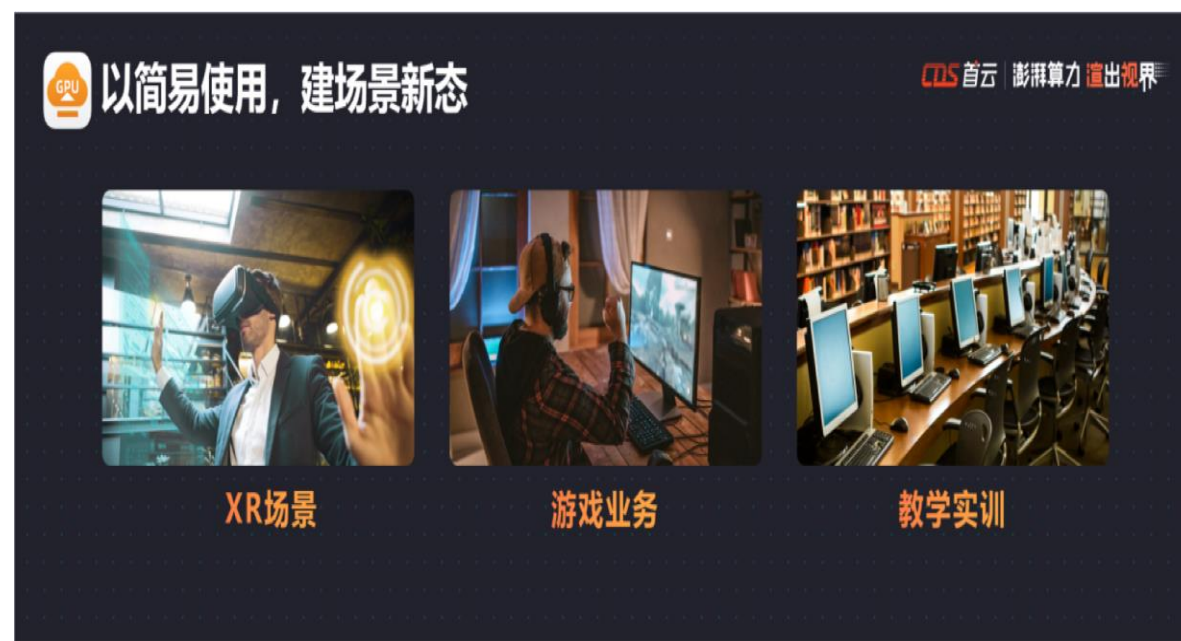 GPU
以简易使用，建场景新态
CDS 首云 | 澎湃算力 渲出视界
XR场景
游戏业务
教学实训